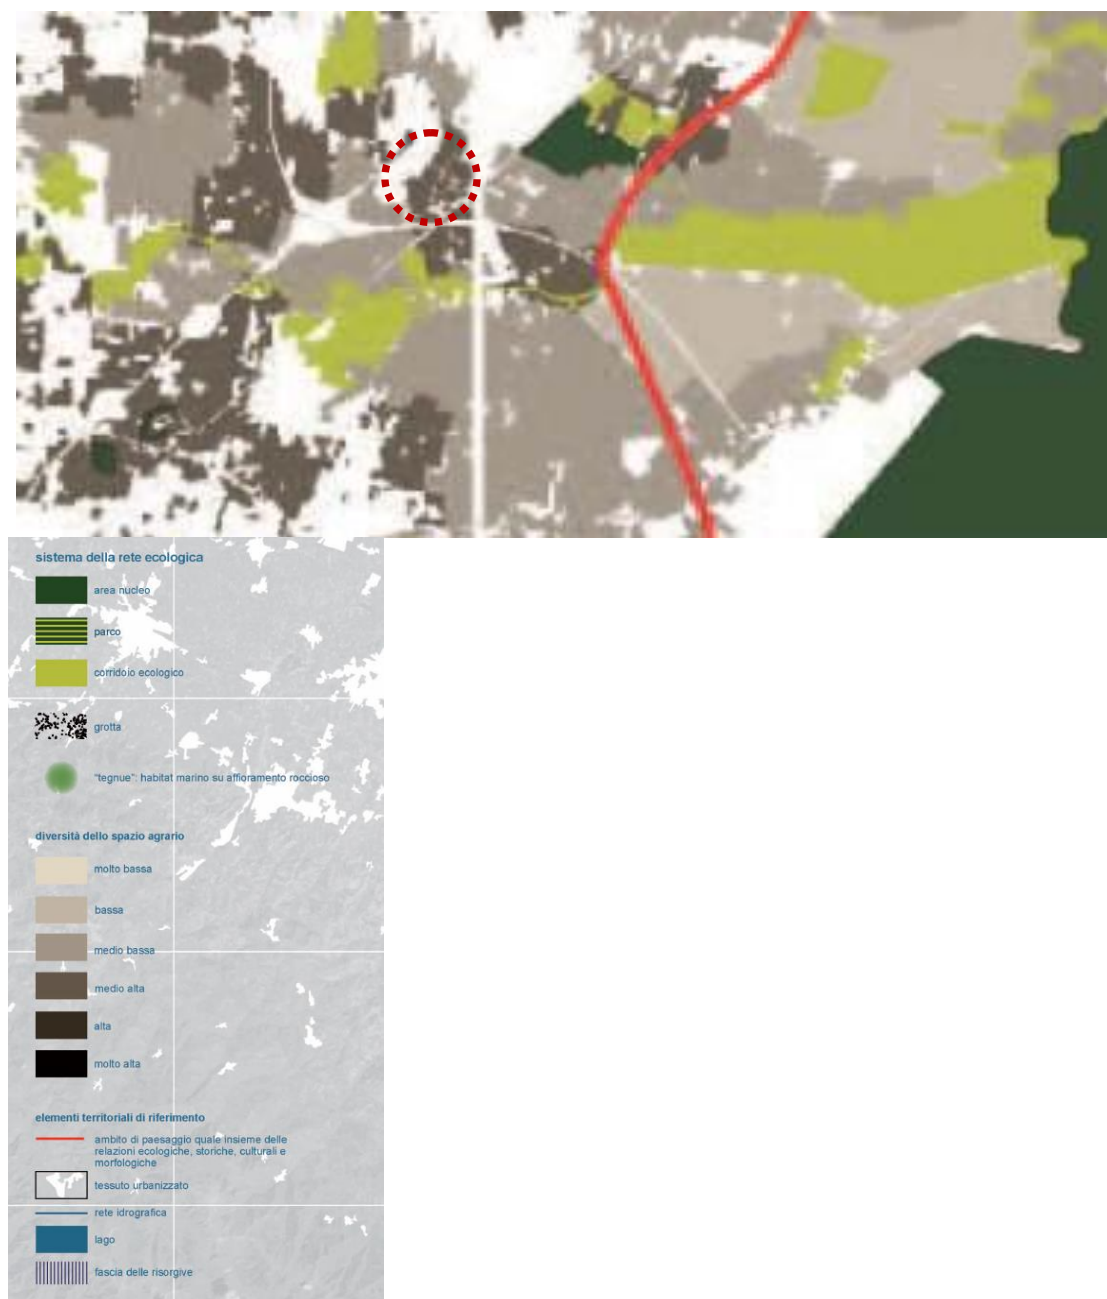 sistema della rete ecologica
area nucleo
parco
corridoio ecologico
grotta
"tegnue": habitat marino su affioramento roccioso
diversità dello spazio agrario
molto bassa
bassa
medio bassa
medio alta
alta
molto alta
elementi territoriali di riferimento
ambito di paesaggio quale insieme delle
relazioni ecologiche, storiche, culturali e
morfologiche
tessuto urbanizzato
rete idrografica
lago
fascia delle risorgive